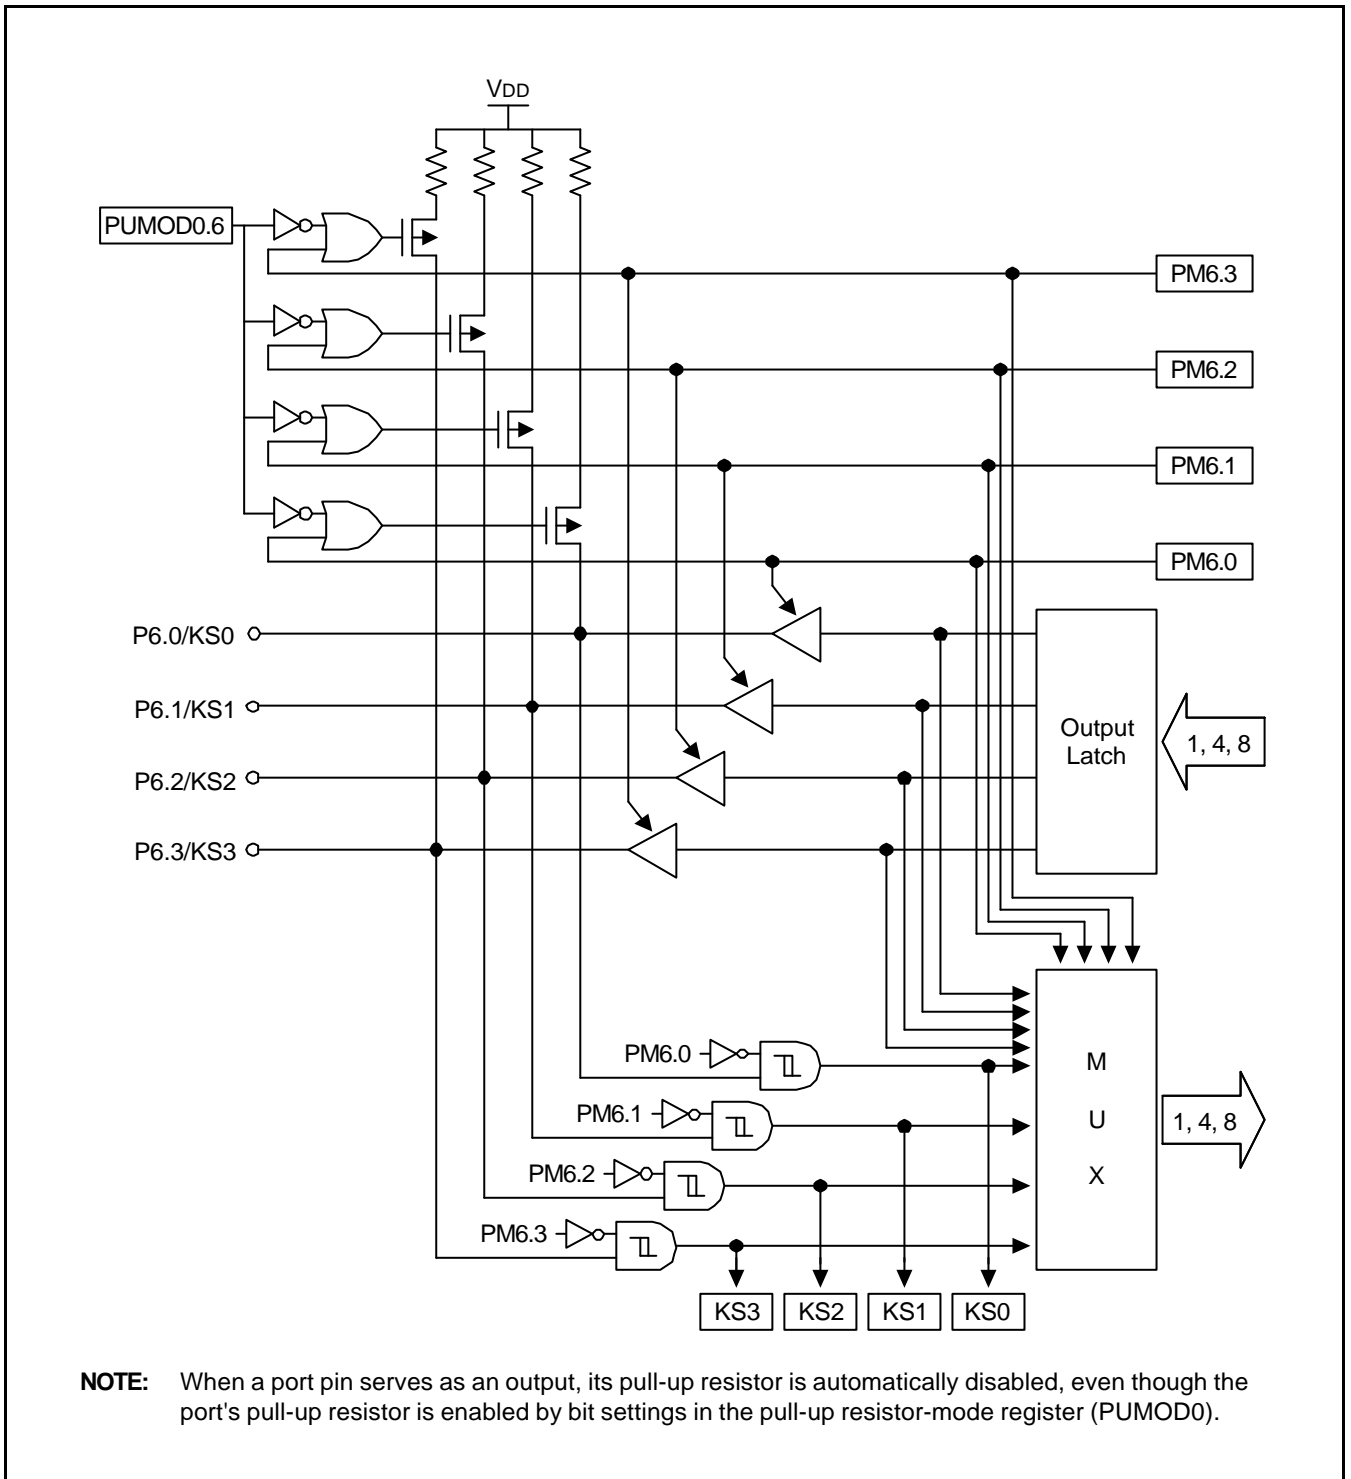 VDD
PUMOD0.6
PM6.3
PM6.2
PM6.1
PM6.0
P6.0/KS0
P6.1/KS1
P6.2/KS2
P6.3/KS3
Output
Latch
1, 4, 8
PM6.0
PM6.1
PM6.2
PM6.3
M
U
X
1, 4, 8
KS3
KS2
KS1
KS0
NOTE: When a port pin serves as an output, its pull-up resistor is automatically disabled, even though the
port's pull-up resistor is enabled by bit settings in the pull-up resistor-mode register (PUMOD0).